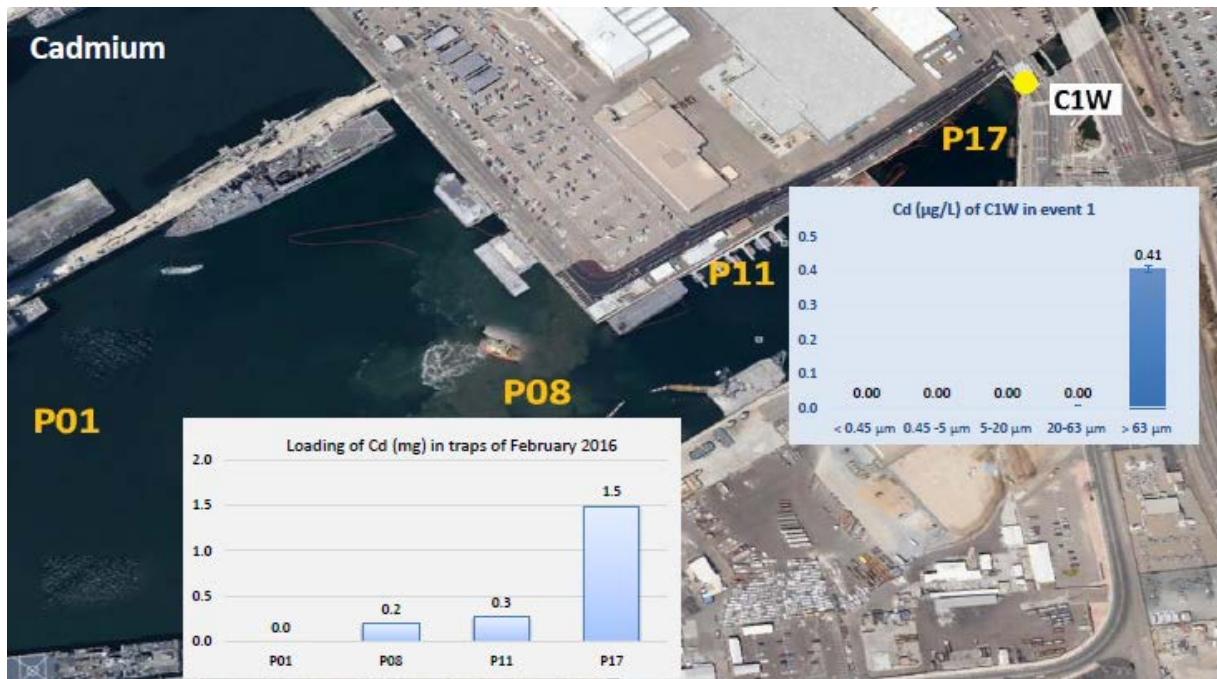 Cadmium
C1W
P17
P11
P08
P01
Cd (µg/L) of C1W in event 1
0.5
0.4
0.3
0.2
0.1
0.0
0.00
0.00
0.00
0.00
0.41
< 0.45 µm 0.45 -5 µm 5-20 µm 20-63 µm > 63 µm
Loading of Cd (mg) in traps of February 2016
2.0
1.5
1.0
0.5
0.0
0.0
0.2
0.3
1.5
P01 P08 P11 P17